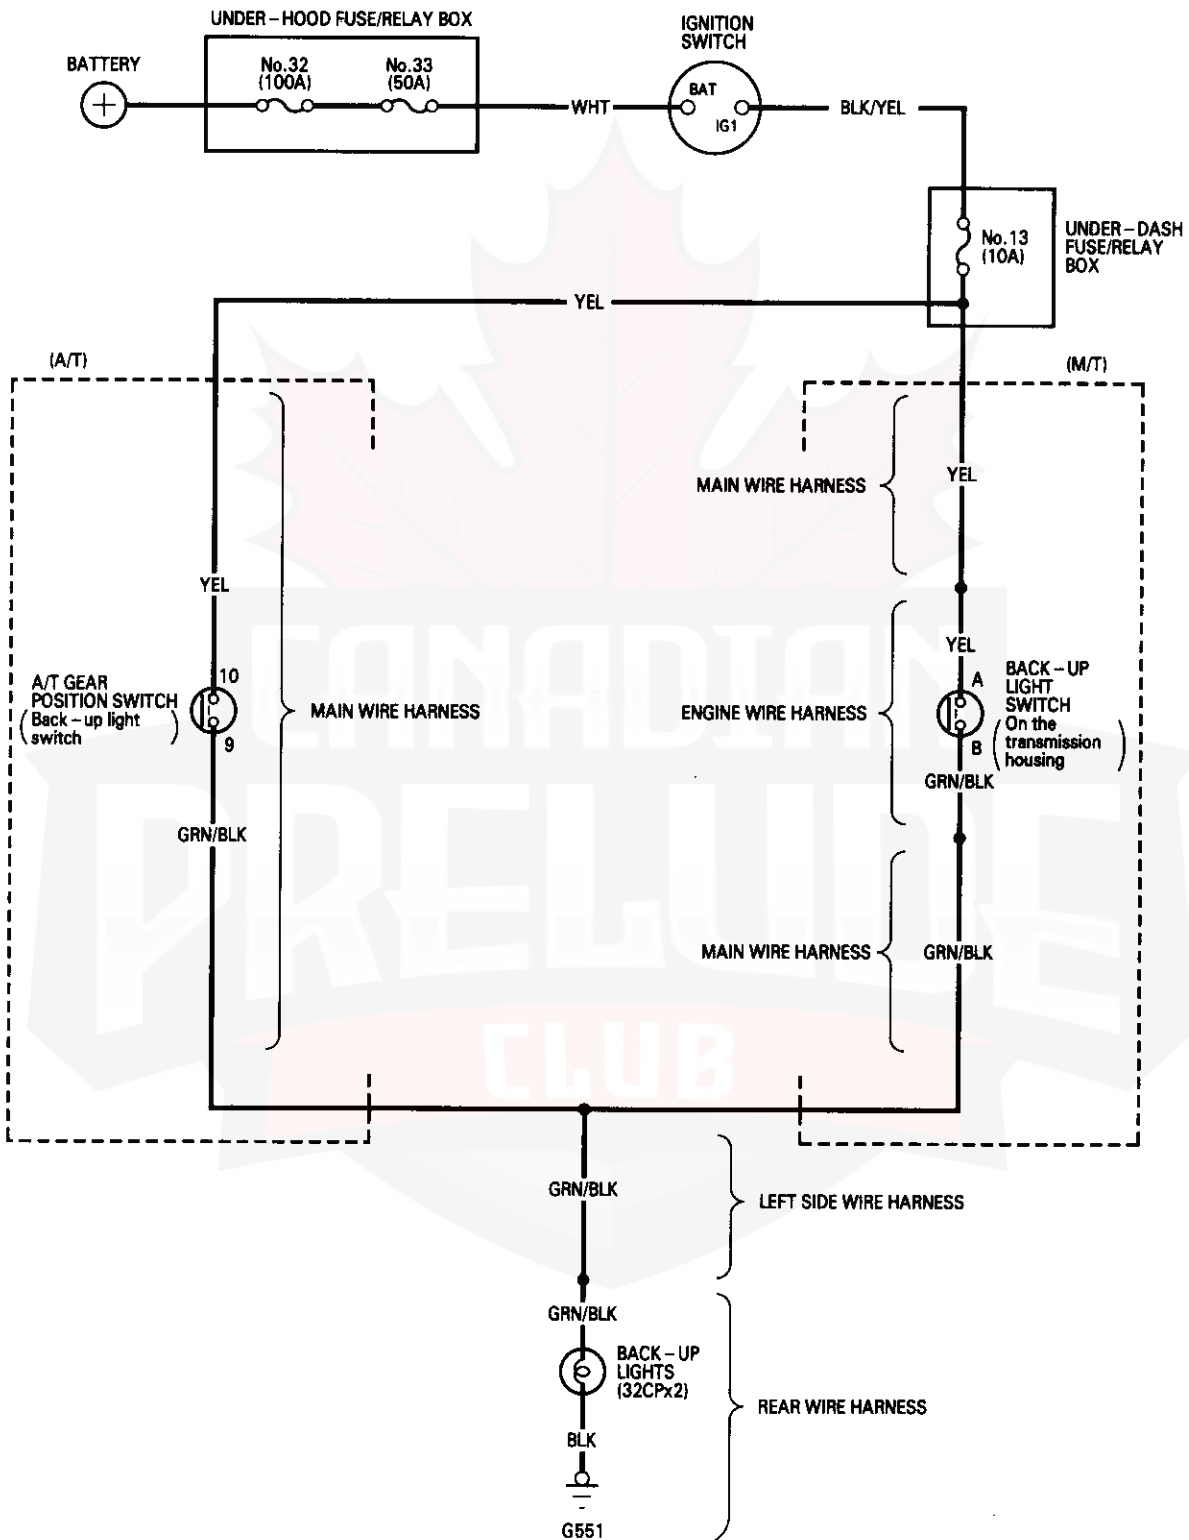 UNDER-HOOD FUSE/RELAY BOX
IGNITION
SWITCH
BATTERY
No.32
(100A)
No.33
(50A)
WHT
BAT
IG1
BLK/YEL
No.13
(10A)
UNDER-DASH
FUSE/RELAY
BOX
YEL
(A/T)
(M/T)
MAIN WIRE HARNESS
YEL
YEL
YEL
A/T GEAR
POSITION SWITCH
(Back-up light
switch)
10
9
MAIN WIRE HARNESS
ENGINE WIRE HARNESS
A
B
BACK-UP
LIGHT
SWITCH
(On the
transmission
housing)
GRN/BLK
GRN/BLK
MAIN WIRE HARNESS
GRN/BLK
CANADIAN
PRELUDE
CLUB
GRN/BLK
LEFT SIDE WIRE HARNESS
GRN/BLK
BACK-UP
LIGHTS
(32CPx2)
REAR WIRE HARNESS
BLK
G551